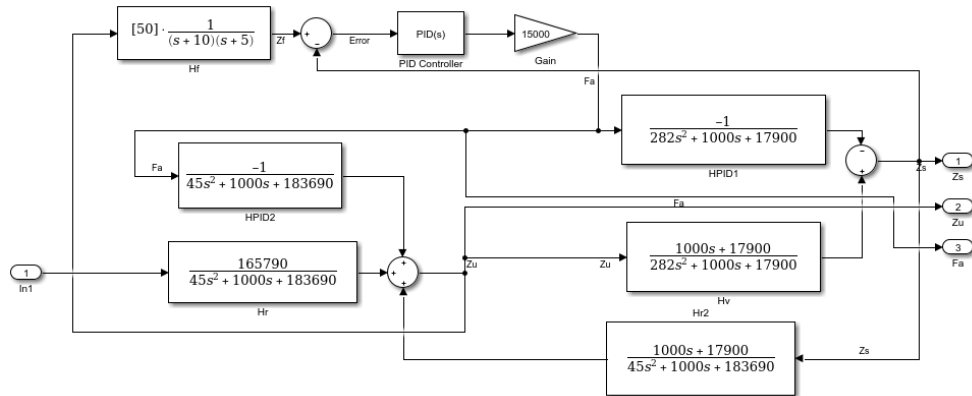 [50] · 1
(s + 10)(s + 5)
Hf
Zf
+
−
Error
PID(s)
PID Controller
15000
Gain
Fa
−1
282s² + 1000s + 17900
HPID1
−
+
Zs
1
Zs
Fa
−1
45s² + 1000s + 183690
HPID2
Fa
2
Zu
1
In1
165790
45s² + 1000s + 183690
Hr
+
+
+
Zu
Zu
1000s + 17900
282s² + 1000s + 17900
Hv
3
Fa
Hr2
1000s + 17900
45s² + 1000s + 183690
Zs